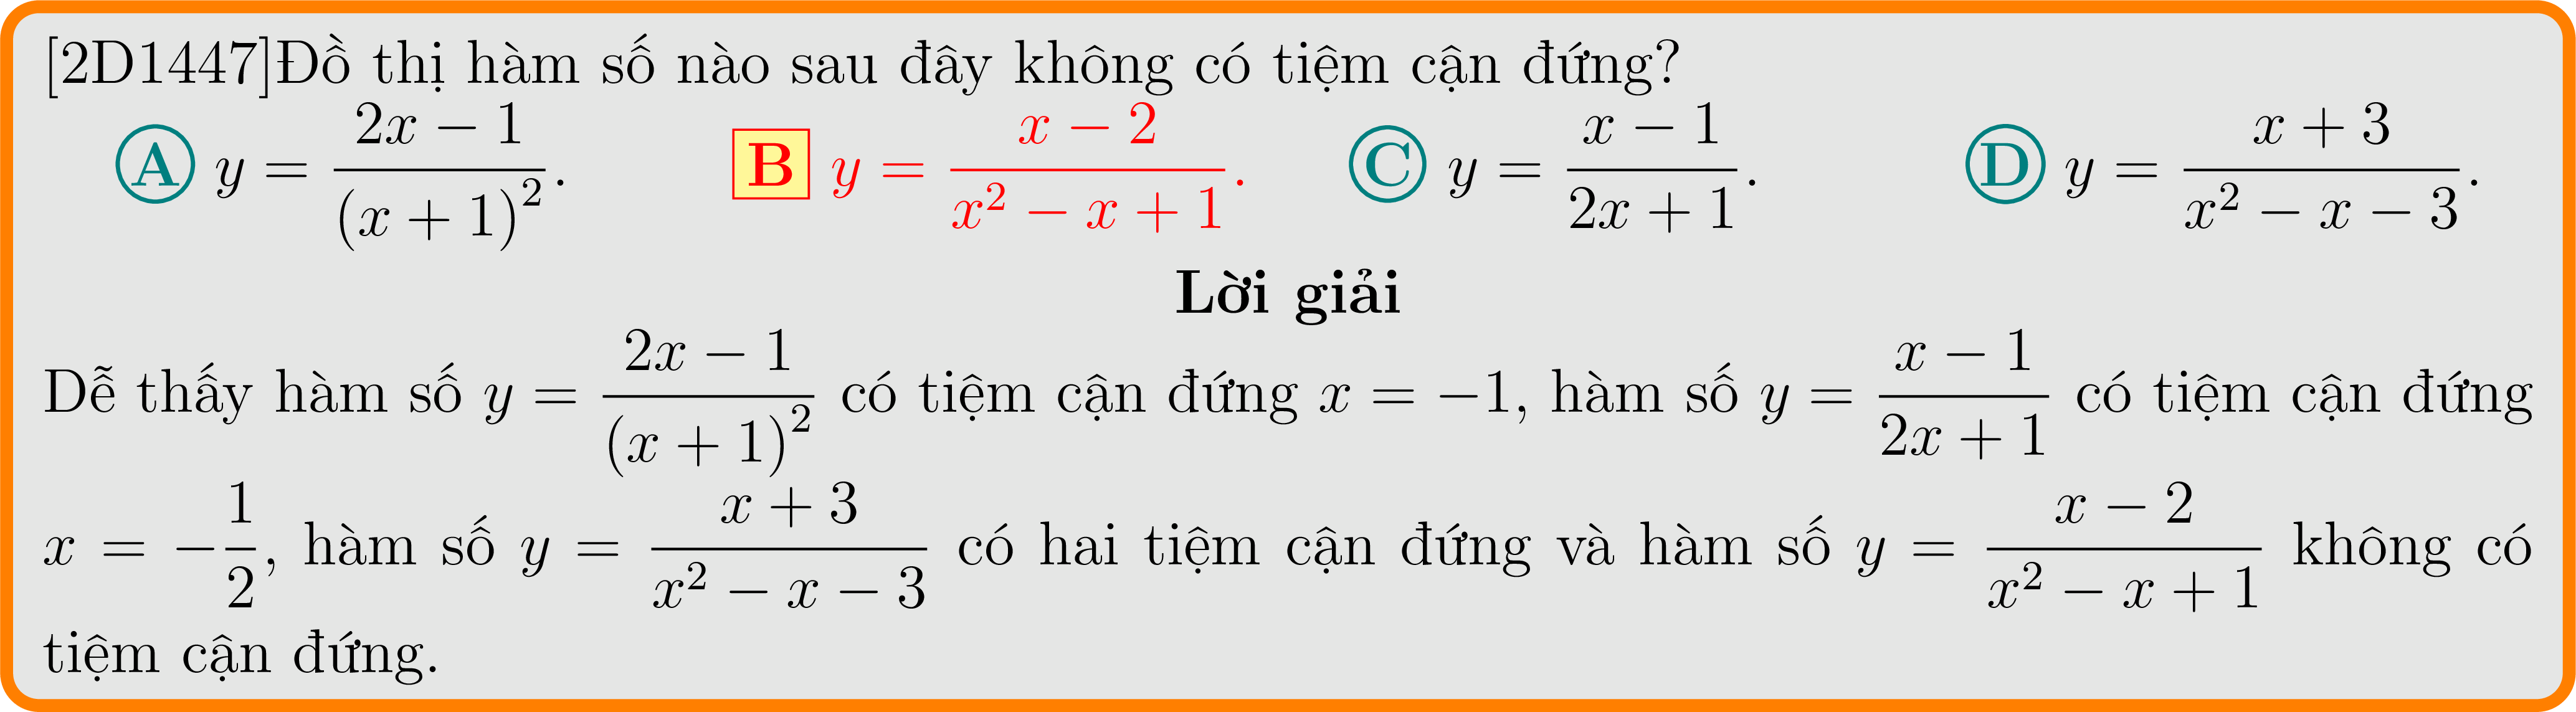 [2D1447]Đồ thị hàm số nào sau đây không có tiệm cận đứng?
A y = \frac{2x − 1}{(x + 1)^2}. B y = \frac{x − 2}{x^2 − x + 1}. C y = \frac{x − 1}{2x + 1}. D y = \frac{x + 3}{x^2 − x − 3}.
Lời giải
Dễ thấy hàm số y = \frac{2x − 1}{(x + 1)^2} có tiệm cận đứng x = −1, hàm số y = \frac{x − 1}{2x + 1} có tiệm cận đứng
x = −\frac{1}{2}, hàm số y = \frac{x + 3}{x^2 − x − 3} có hai tiệm cận đứng và hàm số y = \frac{x − 2}{x^2 − x + 1} không có
tiệm cận đứng.